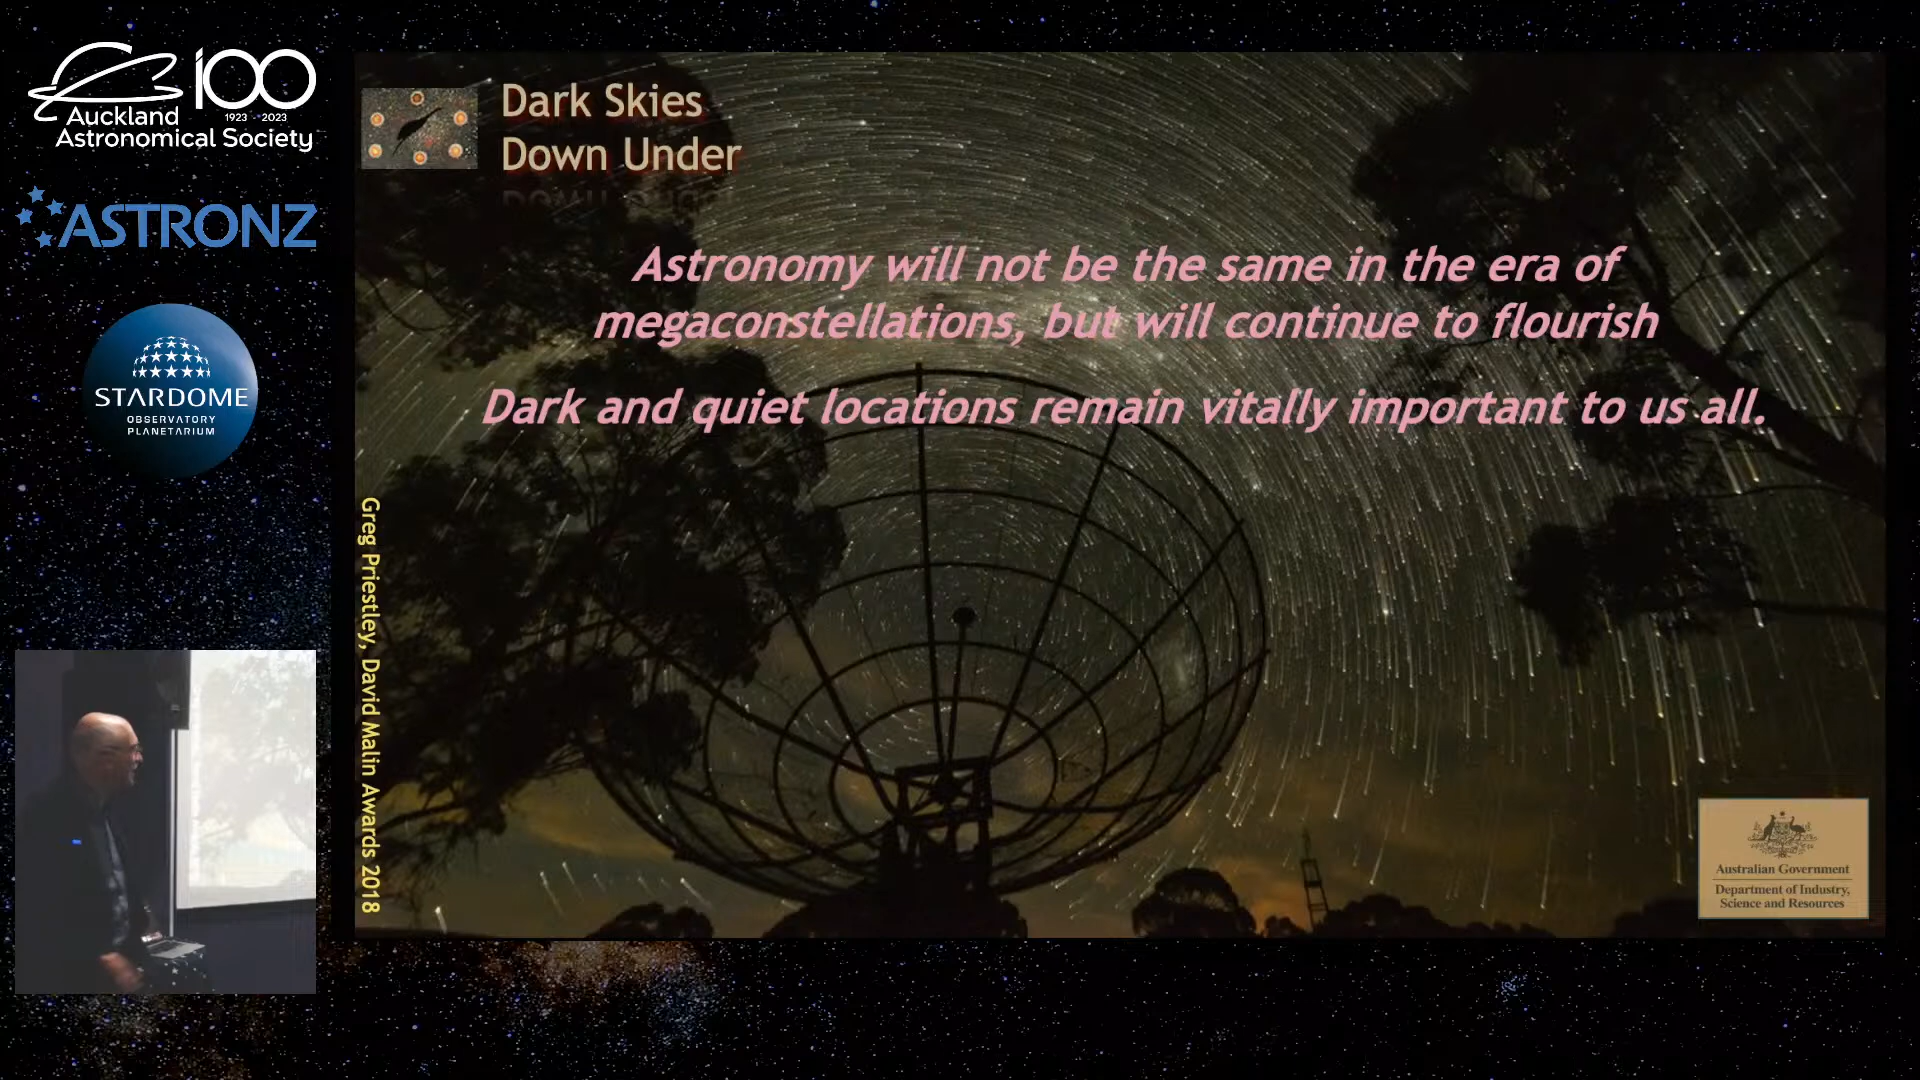 100
1923 - 2023
Auckland
Astronomical Society
ASTRONZ
STARDOME
OBSERVATORY
PLANETARIUM
Dark Skies
Down Under
Astronomy will not be the same in the era of
megaconstellations, but will continue to flourish
Dark and quiet locations remain vitally important to us all.
Greg Priestley, David Malin Awards 2018
Australian Government
Department of Industry,
Science and Resources